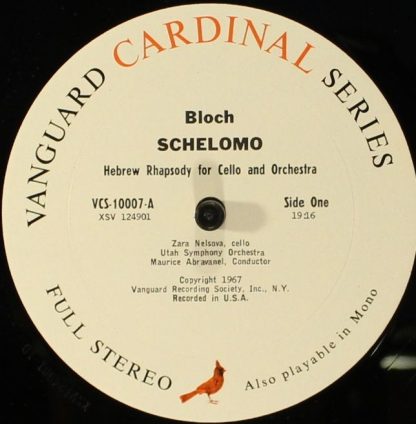 VANGUARD CARDINAL SERIES
Bloch
SCHELOMO
Hebrew Rhapsody for Cello and Orchestra
VCS-10007-A
XSV 124901
Side One
19:16
Zara Nelsova, cello
Utah Symphony Orchestra
Maurice Abravanel, Conductor
Copyright 1967
Vanguard Recording Society, Inc., N.Y.
Recorded in U.S.A.
FULL STEREO
Also playable in Mono